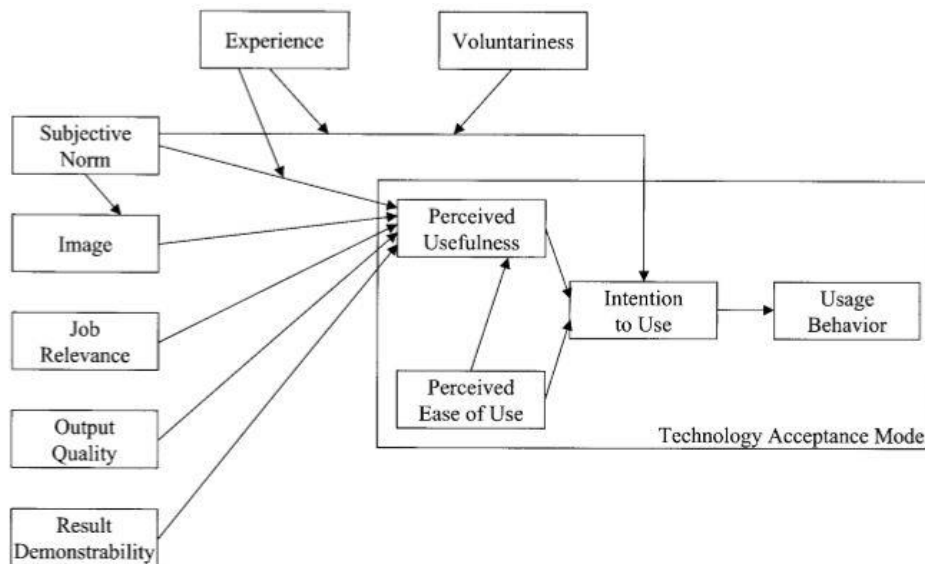 Experience
Voluntariness
Subjective
Norm
Image
Job
Relevance
Output
Quality
Result
Demonstrability
Perceived
Usefulness
Perceived
Ease of Use
Intention
to Use
Usage
Behavior
Technology Acceptance Mode